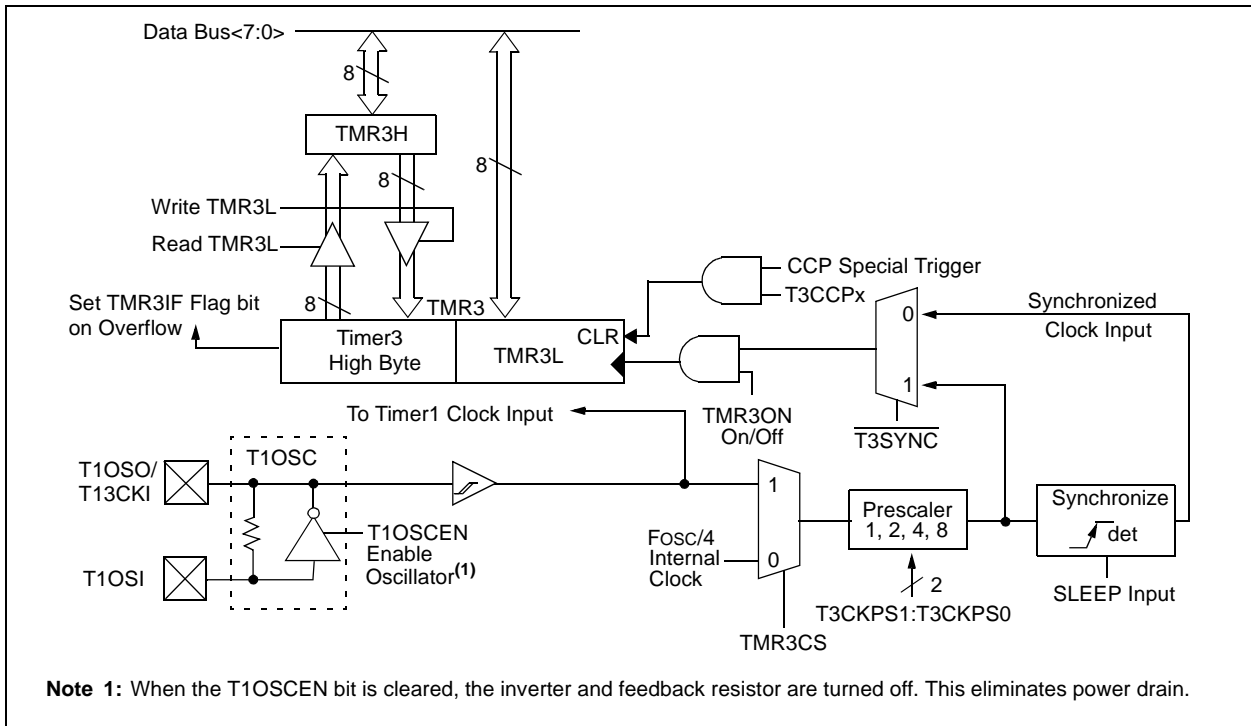 Data Bus<7:0>
8
TMR3H
8
8
Write TMR3L
Read TMR3L
CCP Special Trigger
T3CCPx
Set TMR3IF Flag bit
on Overflow
8
TMR3
Timer3
High Byte
TMR3L
CLR
0
1
Synchronized
Clock Input
TMR3ON
On/Off
T3SYNC
To Timer1 Clock Input
T1OSO/
T13CKI
T1OSC
T1OSCEN
Enable
Oscillator(1)
T1OSI
1
0
FOSC/4
Internal
Clock
Prescaler
1, 2, 4, 8
Synchronize
det
2
T3CKPS1:T3CKPS0
SLEEP Input
TMR3CS
Note 1: When the T1OSCEN bit is cleared, the inverter and feedback resistor are turned off. This eliminates power drain.